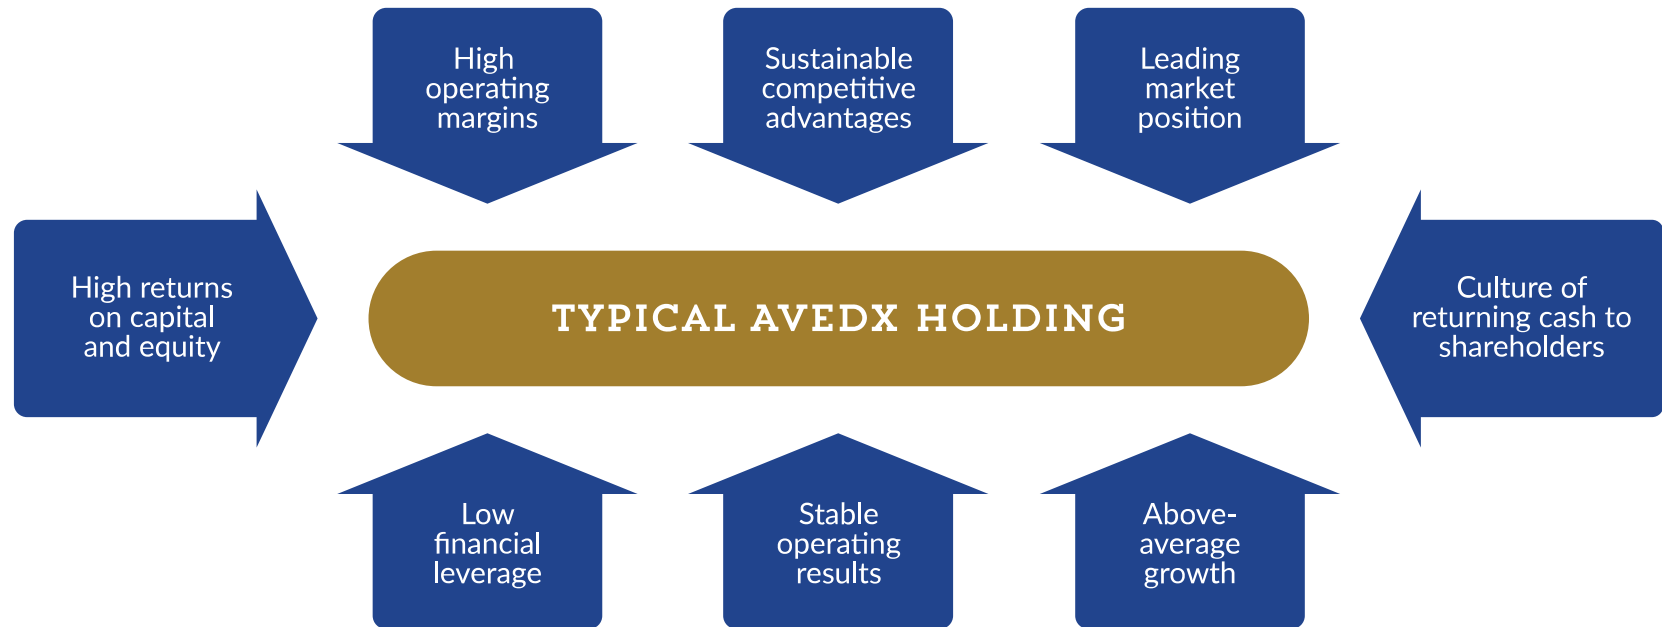 High
operating
margins
Sustainable
competitive
advantages
Leading
market
position
High returns
on capital
and equity
TYPICAL AVEDX HOLDING
Culture of
returning cash to
shareholders
Low
financial
leverage
Stable
operating
results
Above-
average
growth